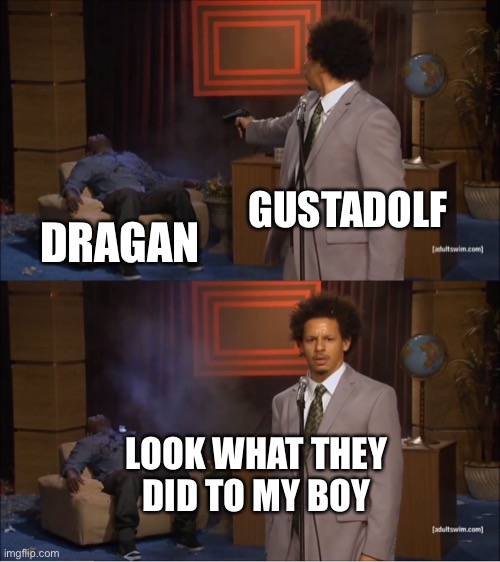 GUSTADOLF
DRAGAN
[adultswim.com]
LOOK WHAT THEY
DID TO MY BOY
[adultswim.com]
imgflip.com